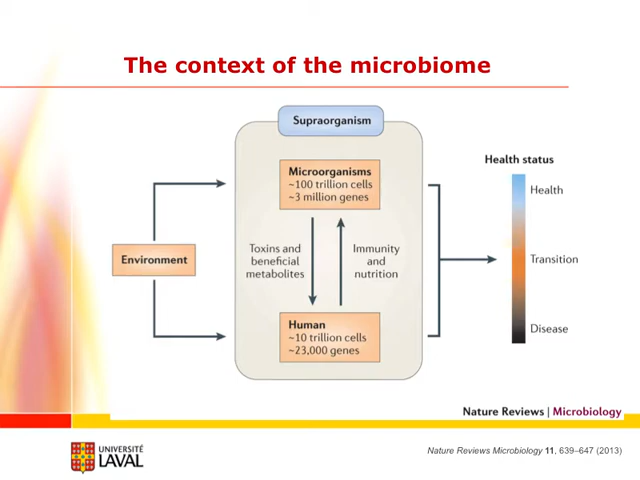 The context of the microbiome
Supraorganism
Microorganisms
~100 trillion cells
~3 million genes
Health status
Health
Toxins and
beneficial
metabolites
Immunity
and
nutrition
Environment
Transition
Human
~10 trillion cells
~23,000 genes
Disease
Nature Reviews | Microbiology
UNIVERSITÉ
LAVAL
Nature Reviews Microbiology 11, 639–647 (2013)